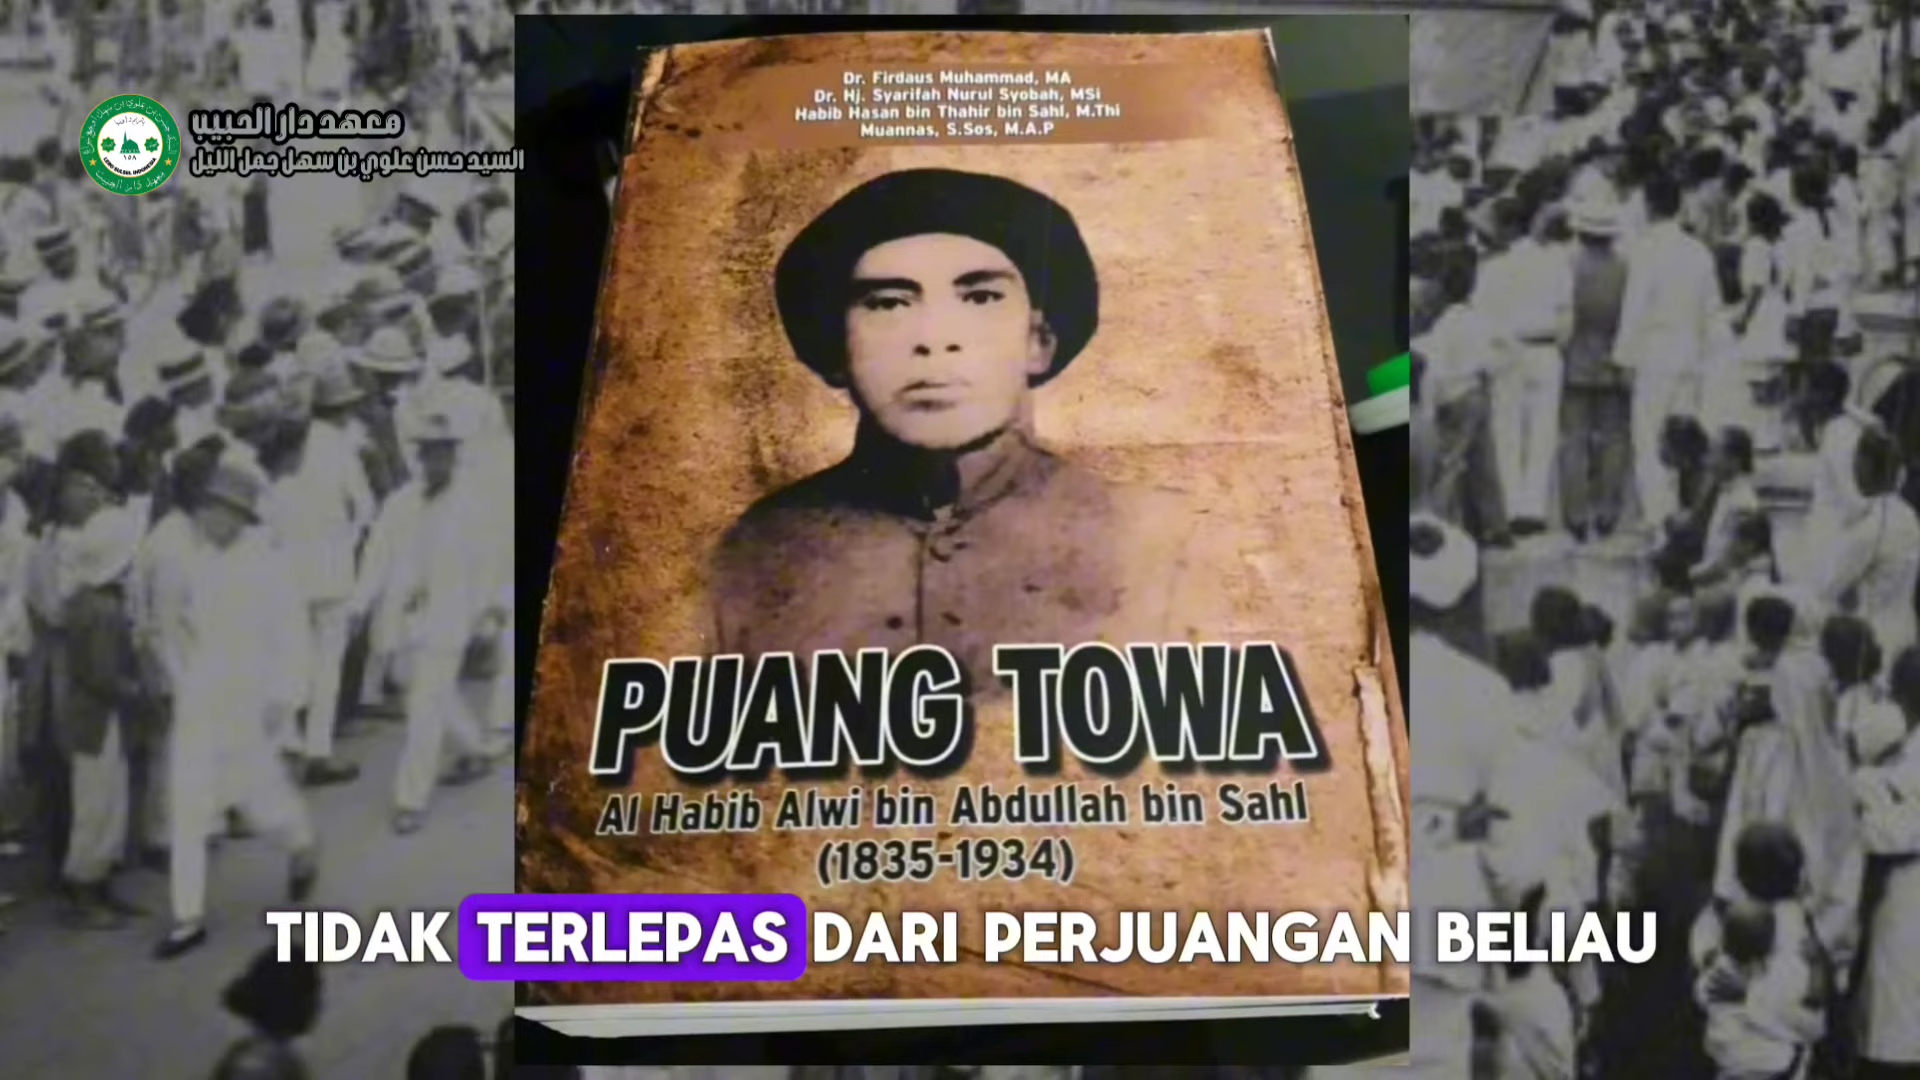 معهد دار الحبيب
السيد حسن علوي بن سهل جمل الليل
Dr. Firdaus Muhammad, MA
Dr. Hj. Syarifah Nurul Syobah, MSi
Habib Hasan bin Thahir bin Sahl, M.Thi
Muannas, S.Sos, M.A.P
PUANG TOWA
Al Habib Alwi bin Abdullah bin Sahl
(1835-1934)
TIDAK TERLEPAS DARI PERJUANGAN BELIAU